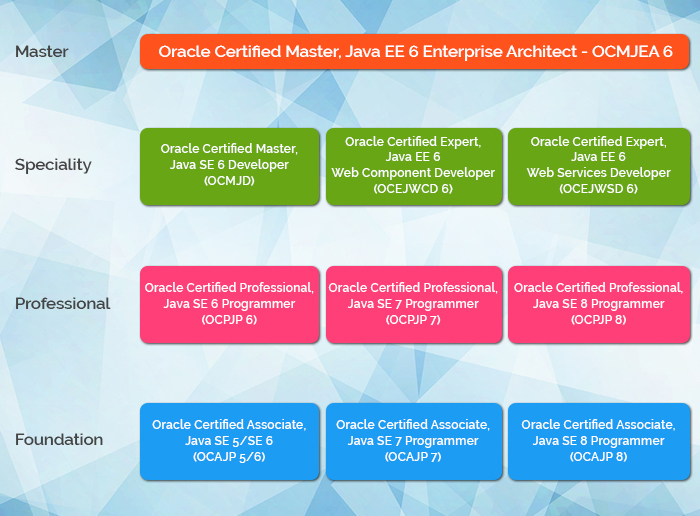 Master
Oracle Certified Master, Java EE 6 Enterprise Architect - OCMJEA 6
Speciality
Oracle Certified Master,
Java SE 6 Developer
(OCMJD)
Oracle Certified Expert,
Java EE 6
Web Component Developer
(OCEJWCD 6)
Oracle Certified Expert,
Java EE 6
Web Services Developer
(OCEJWSD 6)
Professional
Oracle Certified Professional,
Java SE 6 Programmer
(OCPJP 6)
Oracle Certified Professional,
Java SE 7 Programmer
(OCPJP 7)
Oracle Certified Professional,
Java SE 8 Programmer
(OCPJP 8)
Foundation
Oracle Certified Associate,
Java SE 5/SE 6
(OCAJP 5/6)
Oracle Certified Associate,
Java SE 7 Programmer
(OCAJP 7)
Oracle Certified Associate,
Java SE 8 Programmer
(OCAJP 8)